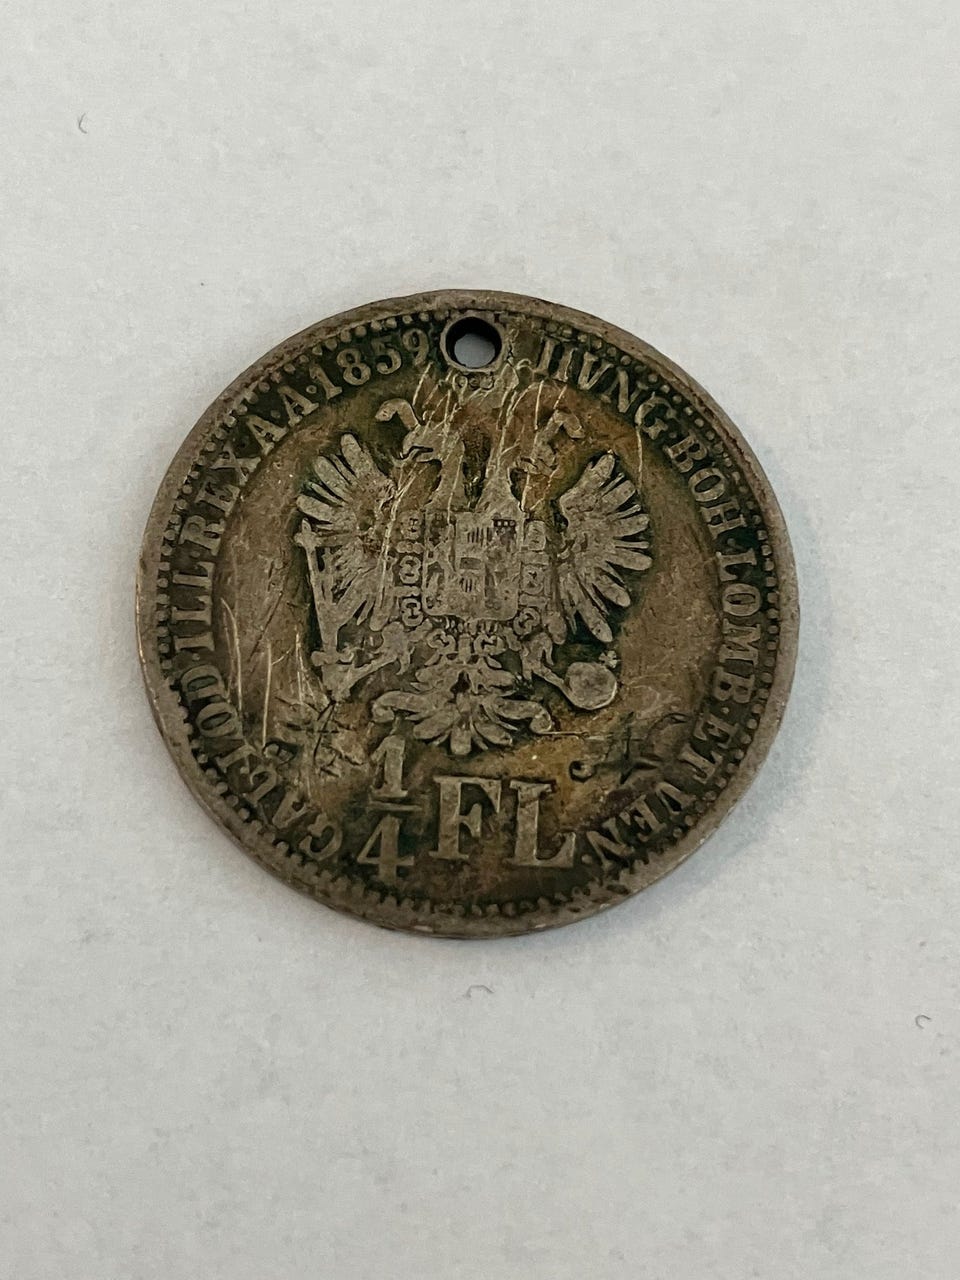 HVNG·BOH·LOMB·ET VEN·
GAL·LOD·ILL·REX·A·A·1859
1/4 FL